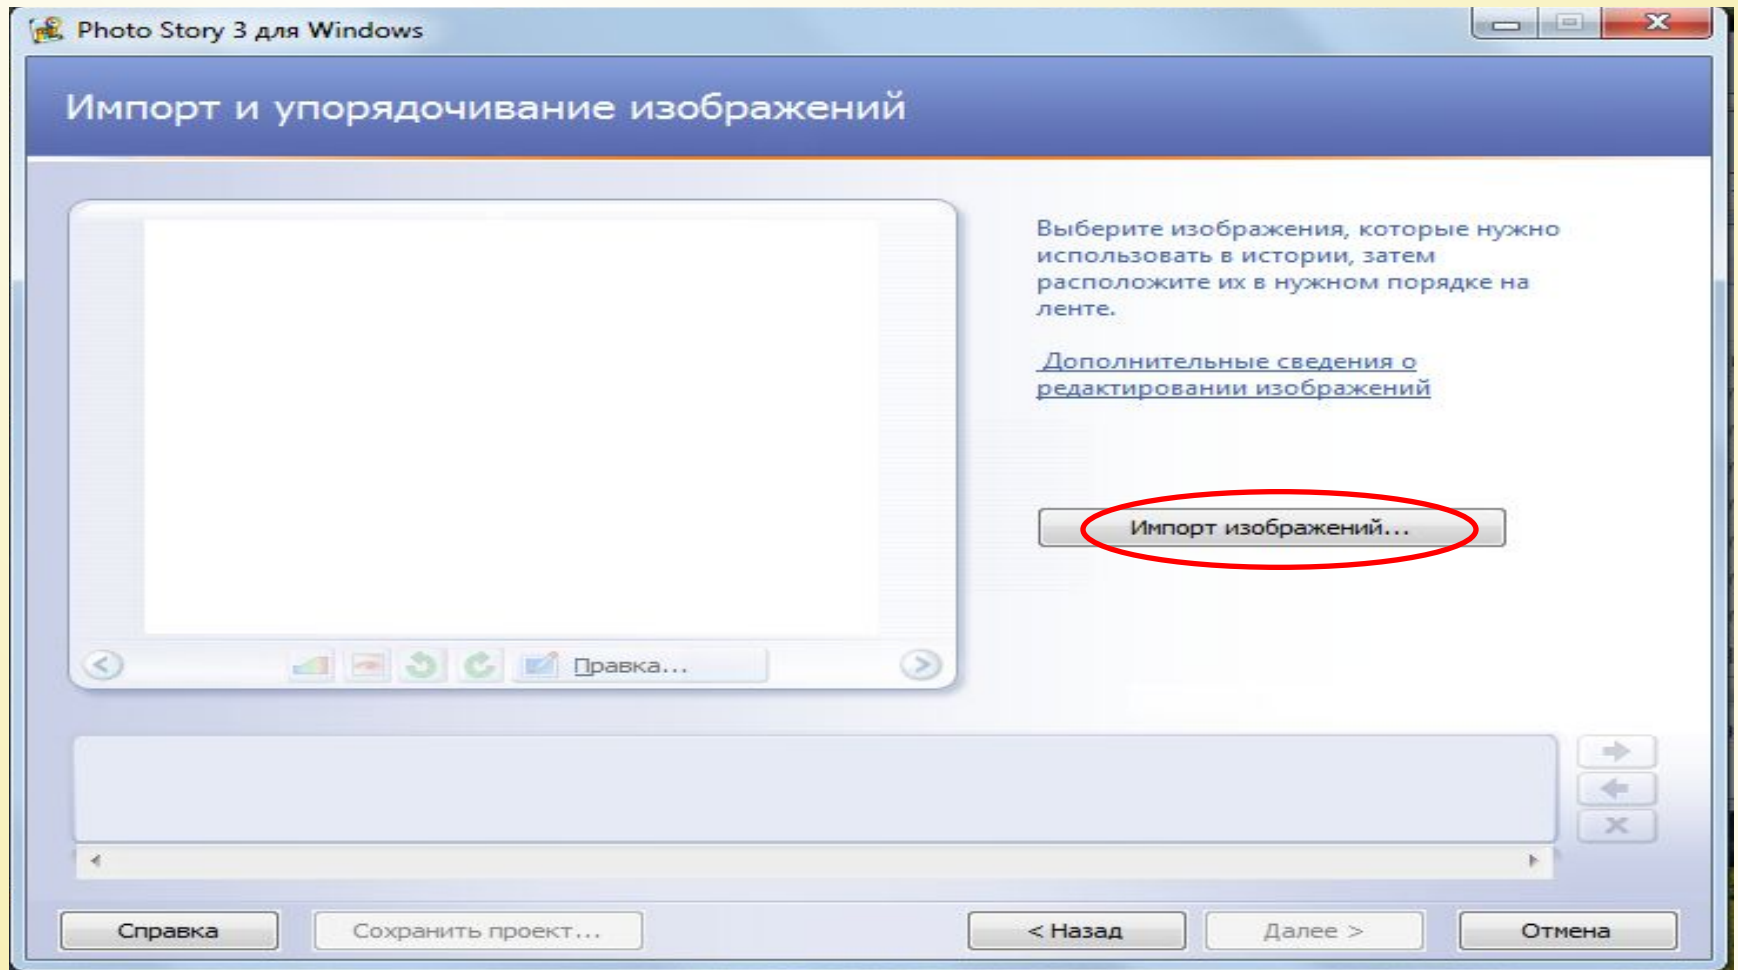 Photo Story 3 для Windows
Импорт и упорядочивание изображений
Выберите изображения, которые нужно
использовать в истории, затем
расположите их в нужном порядке на
ленте.
Дополнительные сведения о
редактировании изображений
Импорт изображений...
Правка...
Справка
Сохранить проект...
< Назад
Далее >
Отмена